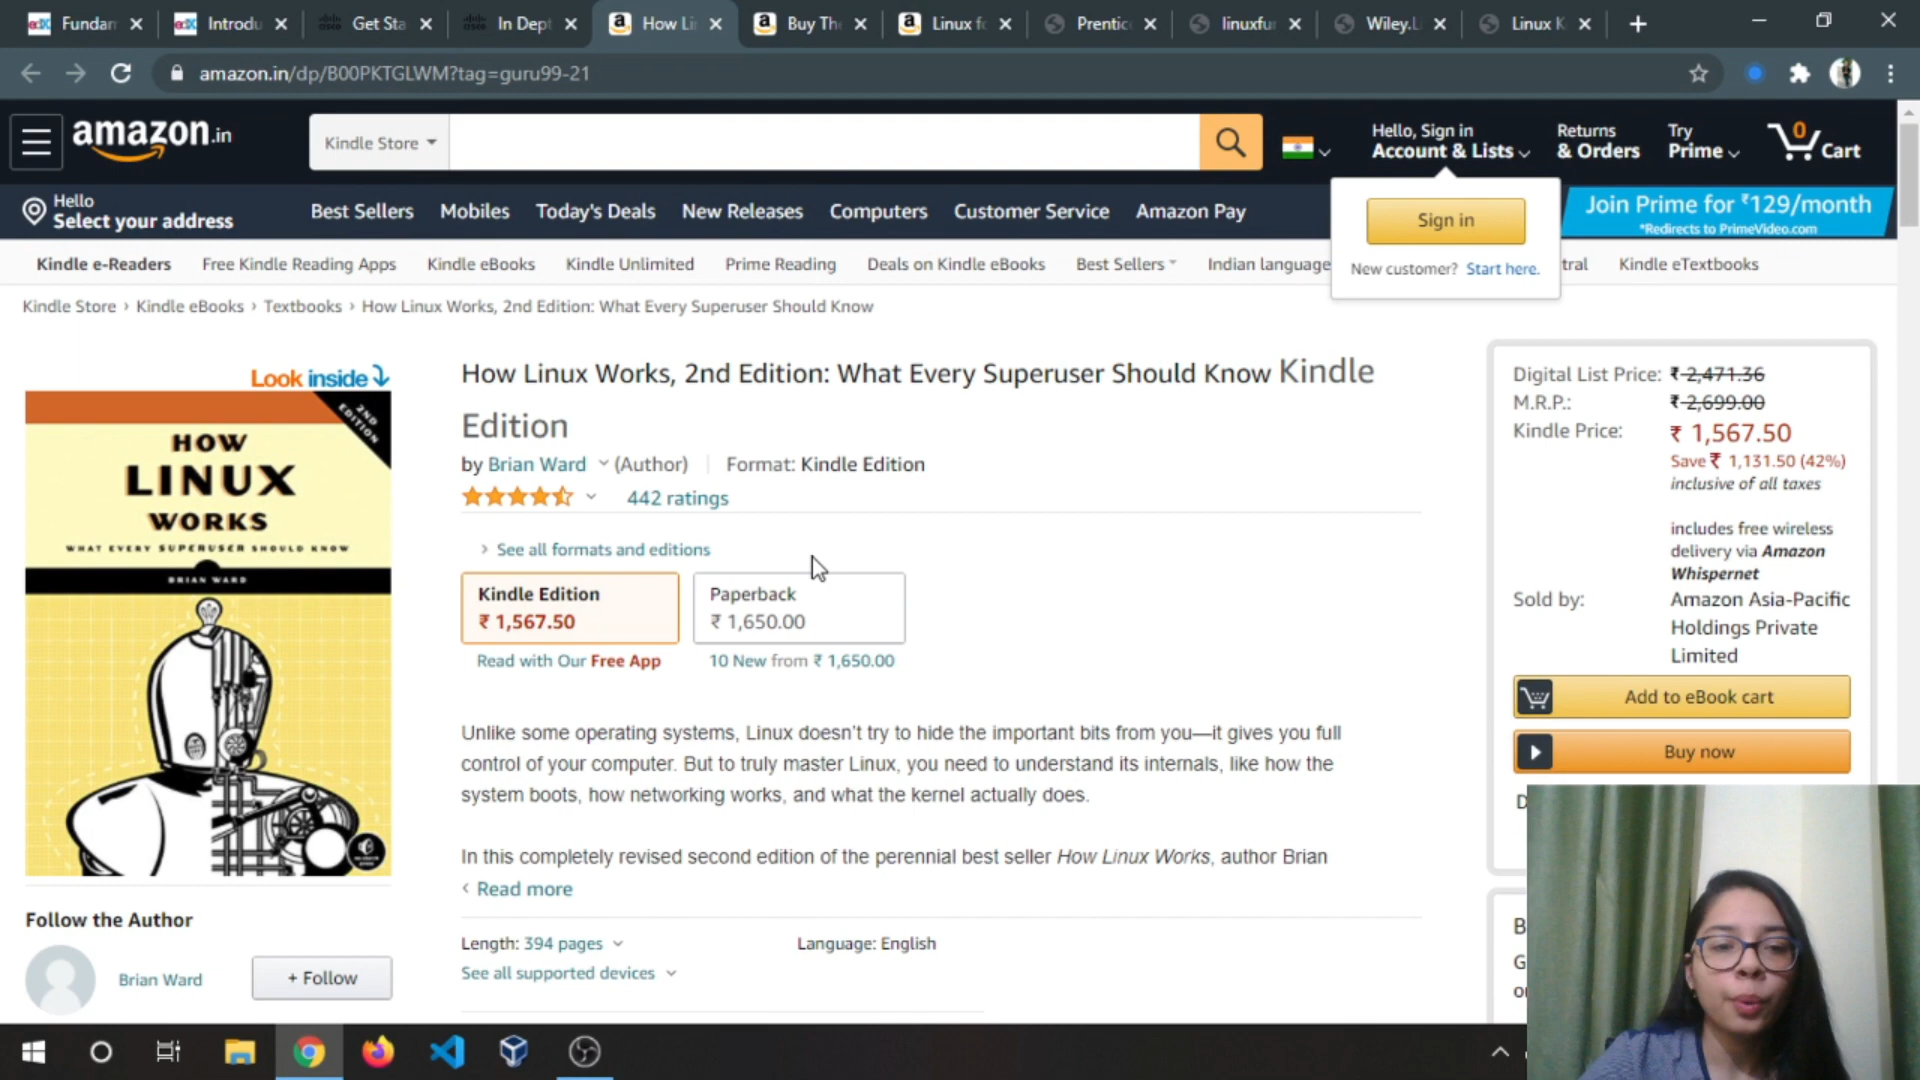 Fundan
Introdu
Get Sta
In Dept
How Li
Buy The
Linux fo
Prentic
linuxfur
Wiley.L
Linux K
amazon.in/dp/B00PKTGLWM?tag=guru99-21
amazon.in
Kindle Store
Hello, Sign in
Account & Lists
Returns
& Orders
Try
Prime
0
Cart
Hello
Select your address
Best Sellers
Mobiles
Today's Deals
New Releases
Computers
Customer Service
Amazon Pay
Sign in
New customer? Start here.
Join Prime for ₹129/month
*Redirects to PrimeVideo.com
Kindle e-Readers
Free Kindle Reading Apps
Kindle eBooks
Kindle Unlimited
Prime Reading
Deals on Kindle eBooks
Best Sellers
Indian language
tral
Kindle eTextbooks
Kindle Store › Kindle eBooks › Textbooks › How Linux Works, 2nd Edition: What Every Superuser Should Know
Look inside
2ND
EDITION
HOW
LINUX
WORKS
WHAT EVERY SUPERUSER SHOULD KNOW
BRIAN WARD
Follow the Author
Brian Ward
+ Follow
How Linux Works, 2nd Edition: What Every Superuser Should Know Kindle
Edition
by Brian Ward (Author) | Format: Kindle Edition
442 ratings
› See all formats and editions
Kindle Edition
₹ 1,567.50
Read with Our Free App
Paperback
₹ 1,650.00
10 New from ₹ 1,650.00
Unlike some operating systems, Linux doesn't try to hide the important bits from you—it gives you full
control of your computer. But to truly master Linux, you need to understand its internals, like how the
system boots, how networking works, and what the kernel actually does.
In this completely revised second edition of the perennial best seller How Linux Works, author Brian
‹ Read more
Length: 394 pages
Language: English
See all supported devices
Digital List Price: ₹ 2,471.36
M.R.P.: ₹ 2,699.00
Kindle Price: ₹ 1,567.50
Save ₹ 1,131.50 (42%)
inclusive of all taxes
includes free wireless
delivery via Amazon
Whispernet
Sold by: Amazon Asia-Pacific
Holdings Private
Limited
Add to eBook cart
Buy now
D
B
G
o